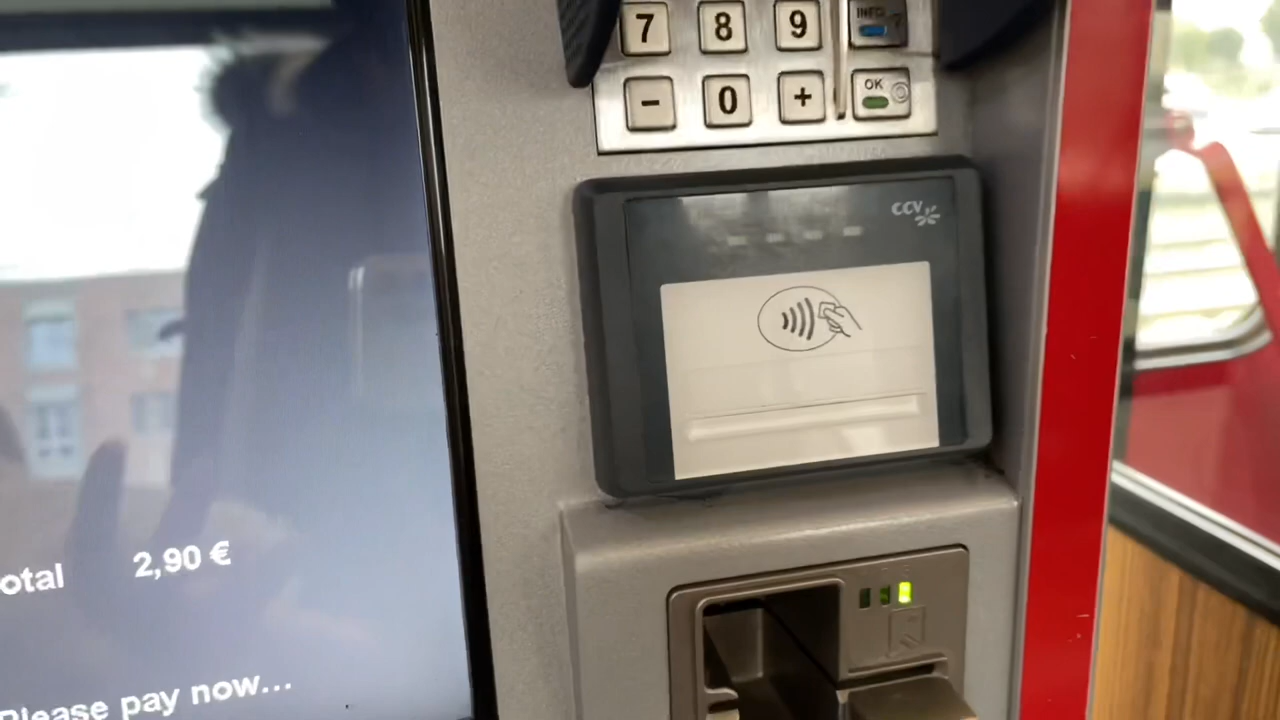 7 8 9 INFO ?
- 0 + OK
CCV
otal 2,90 €
Please pay now...